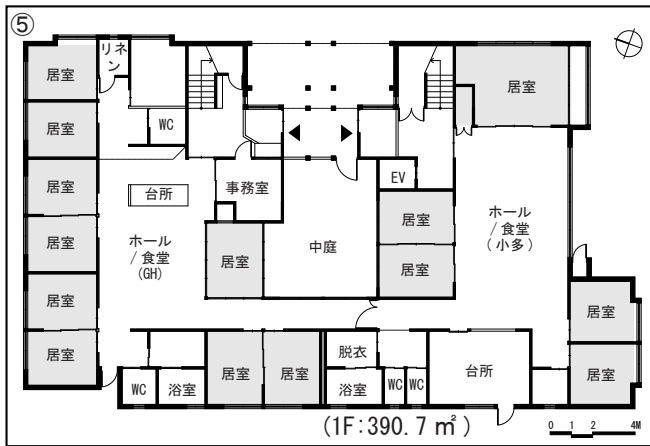 ⑤
リネン
居室
居室
居室
居室
居室
居室
居室
WC
台所
事務室
EV
居室
居室
居室
ホール
/食堂
(GH)
中庭
ホール
/食堂
(小多)
居室
居室
WC
浴室
居室
居室
脱衣
浴室
WC
WC
台所
(1F:390.7 ㎡)
0 1 2 4M